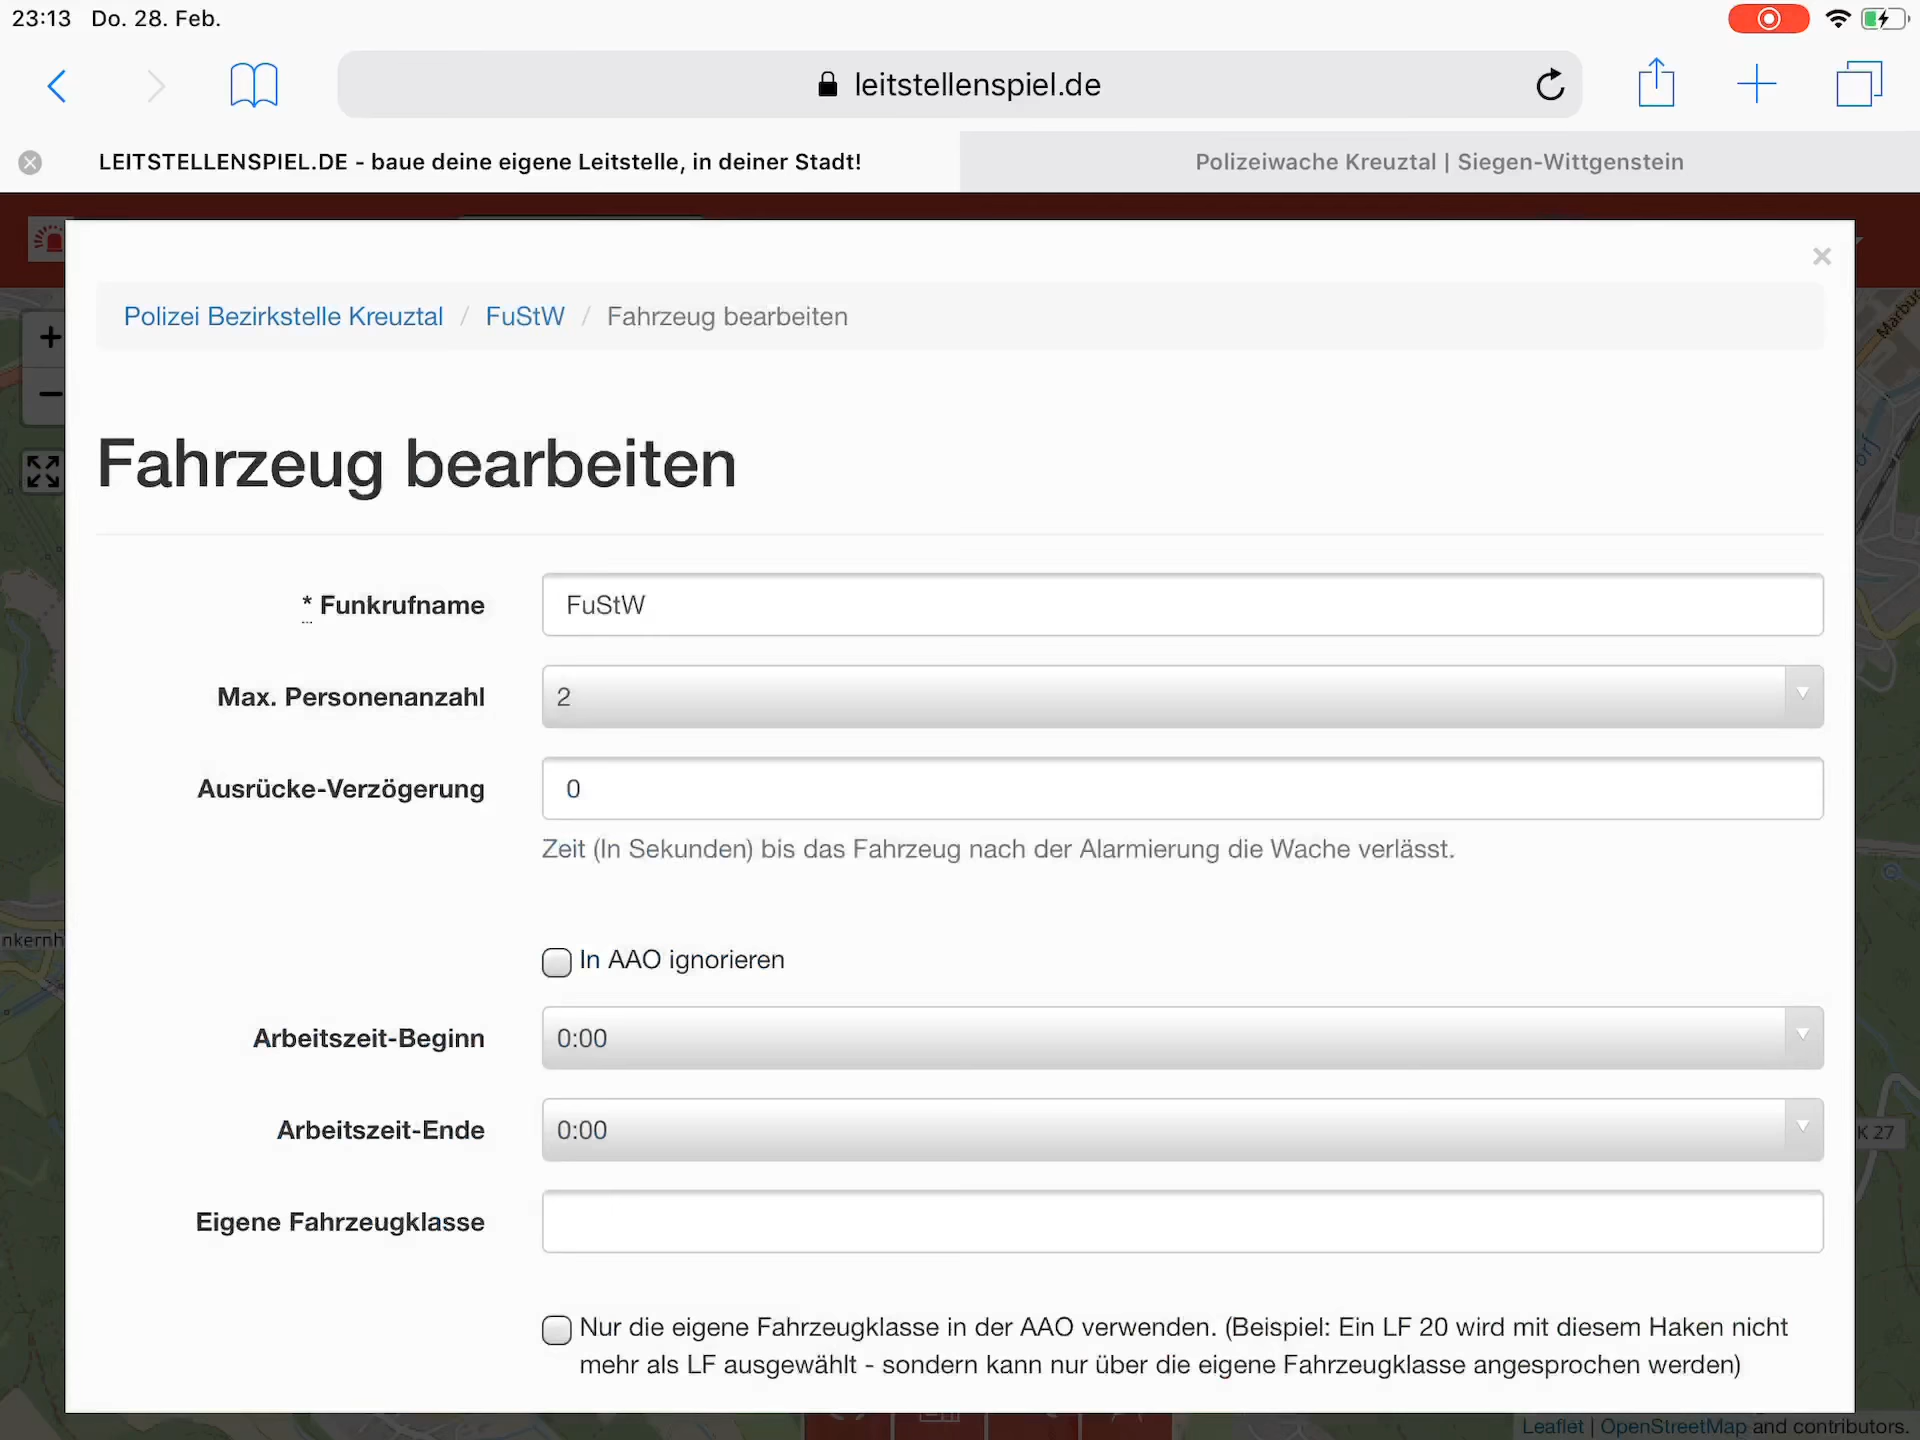 23:13 Do. 28. Feb.
leitstellenspiel.de
LEITSTELLENSPIEL.DE - baue deine eigene Leitstelle, in deiner Stadt!
Polizeiwache Kreuztal | Siegen-Wittgenstein
Polizei Bezirkstelle Kreuztal / FuStW / Fahrzeug bearbeiten
Fahrzeug bearbeiten
* Funkrufname
FuStW
Max. Personenanzahl
2
Ausrücke-Verzögerung
0
Zeit (In Sekunden) bis das Fahrzeug nach der Alarmierung die Wache verlässt.
In AAO ignorieren
Arbeitszeit-Beginn
0:00
Arbeitszeit-Ende
0:00
Eigene Fahrzeugklasse
Nur die eigene Fahrzeugklasse in der AAO verwenden. (Beispiel: Ein LF 20 wird mit diesem Haken nicht
mehr als LF ausgewählt - sondern kann nur über die eigene Fahrzeugklasse angesprochen werden)
K 27
Leaflet | OpenStreetMap and contributors.